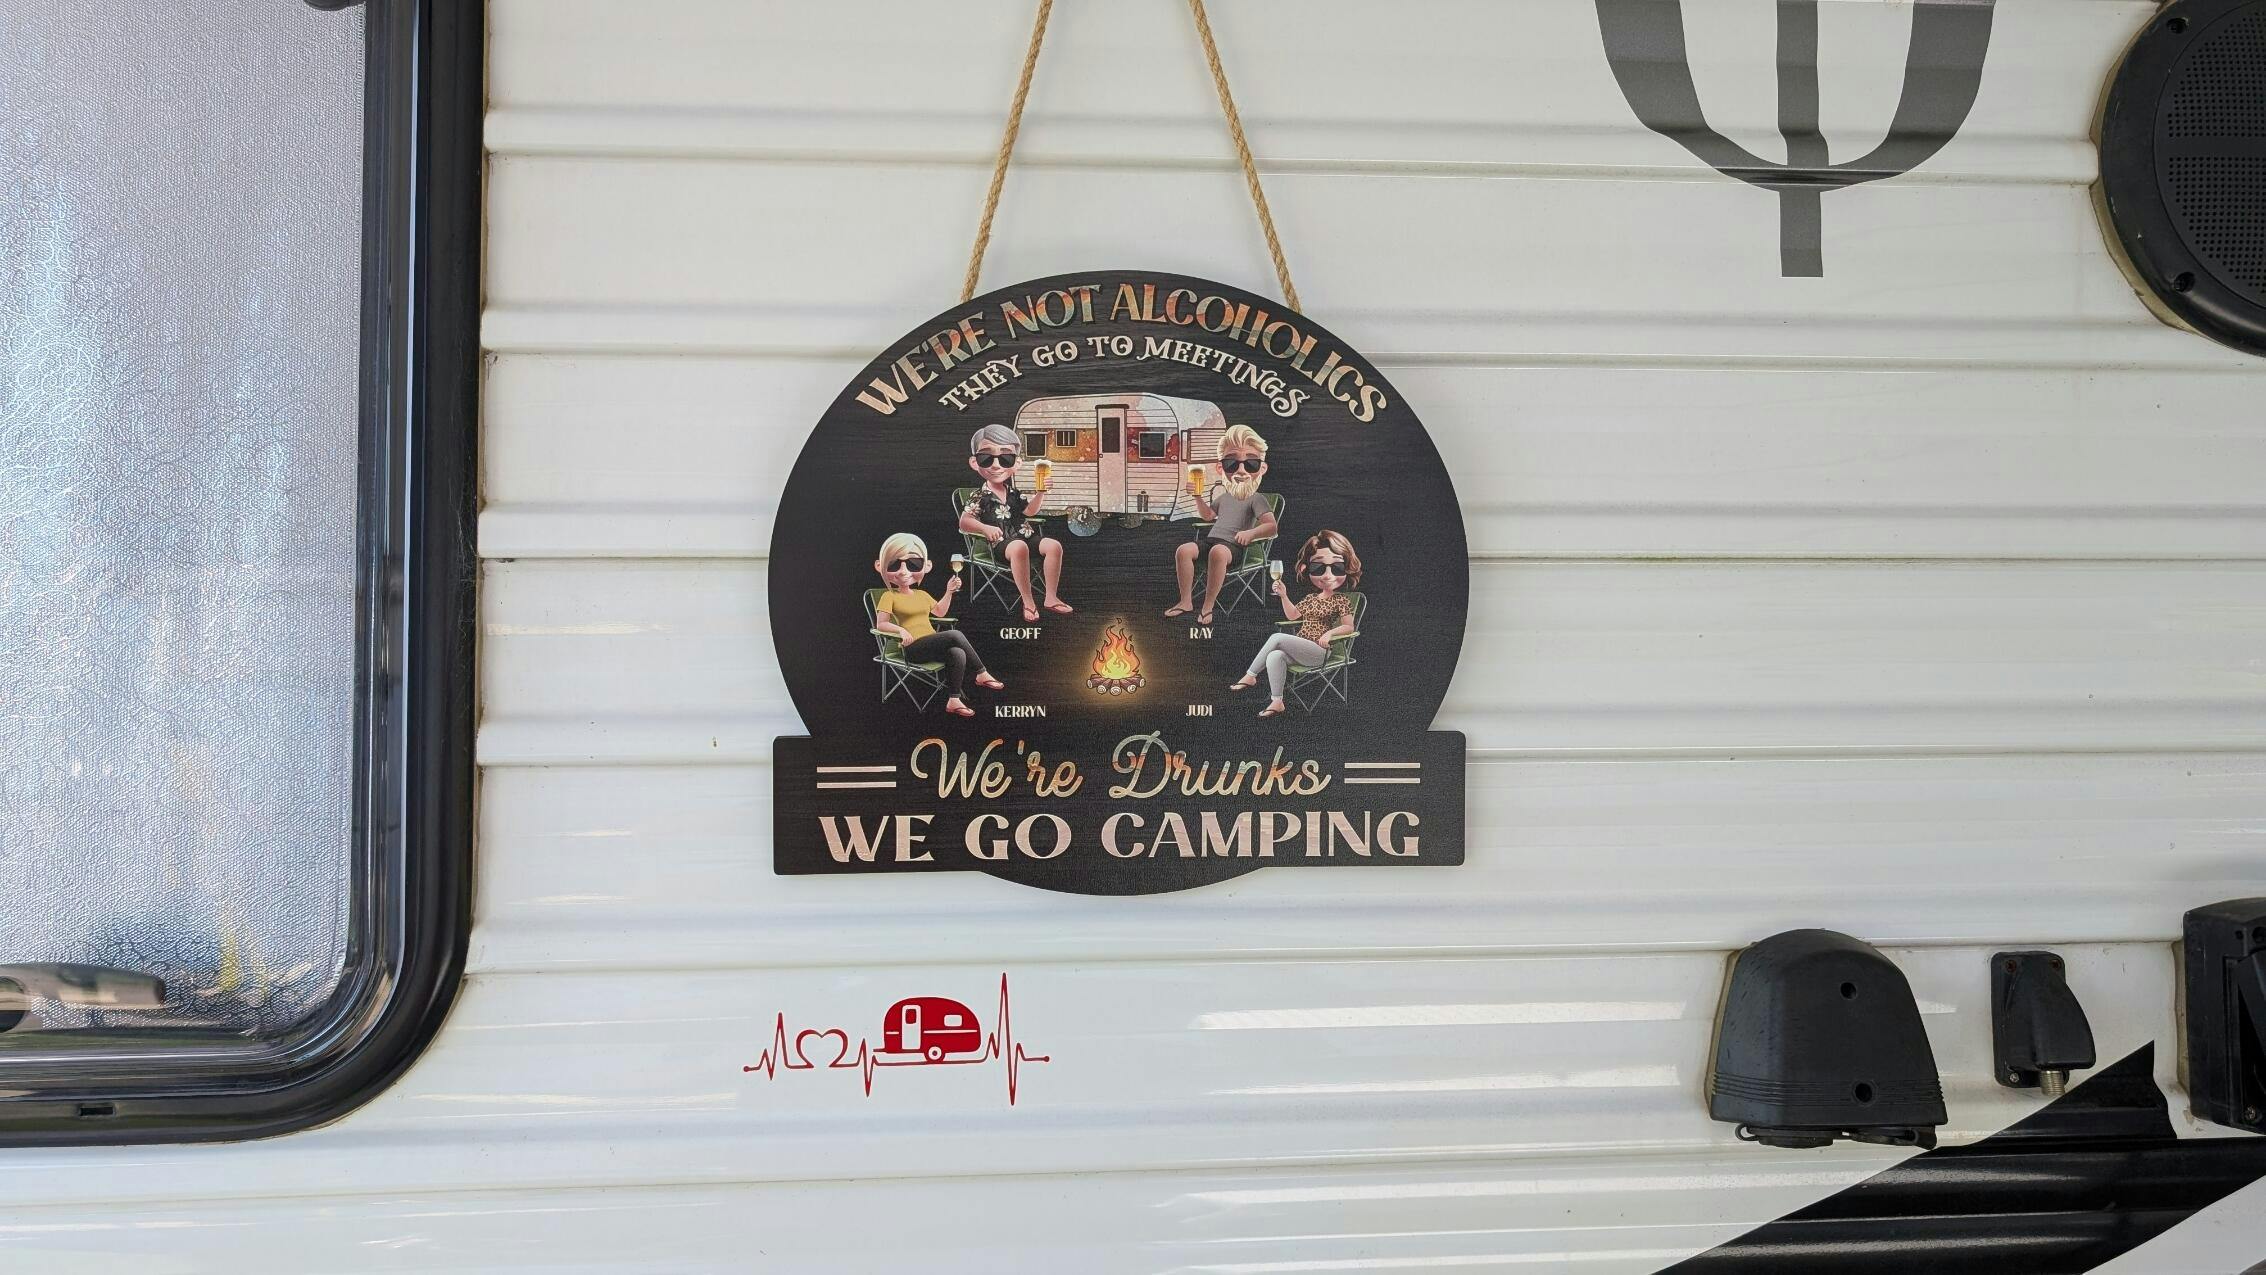 WE'RE NOT ALCOHOLICS
THEY GO TO MEETINGS
GEOFF
RAY
KERRYN
JUDI
We're Drunks
WE GO CAMPING